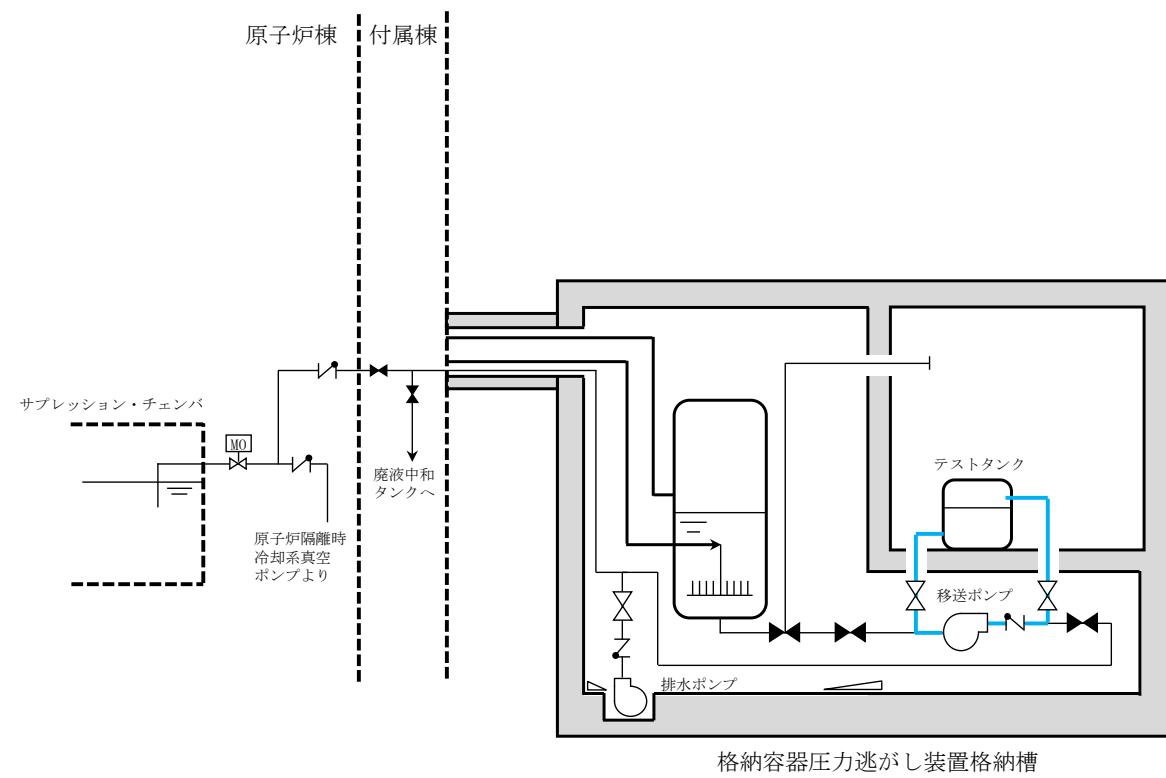 原子炉棟
付属棟
サプレッション・チェンバ
MO
廃液中和
タンクへ
原子炉隔離時
冷却系真空
ポンプより
テストタンク
移送ポンプ
排水ポンプ
格納容器圧力逃がし装置格納槽